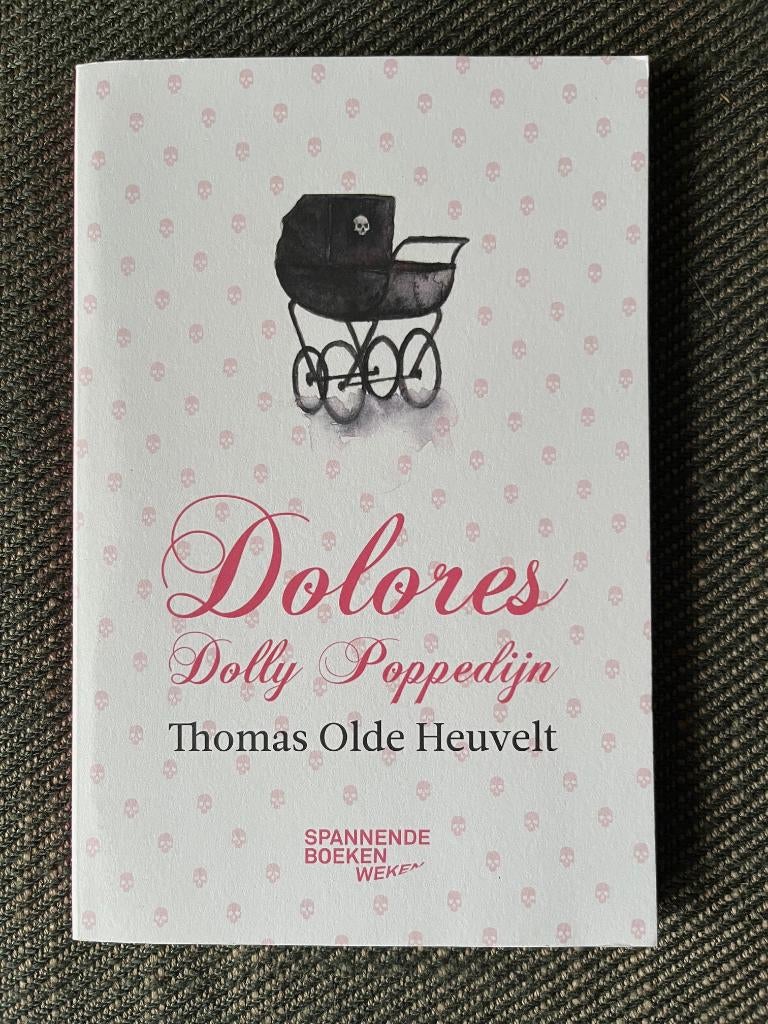 Dolores
Dolly Poppedijn
Thomas Olde Heuvelt
SPANNENDE
BOEKEN
WEKEN